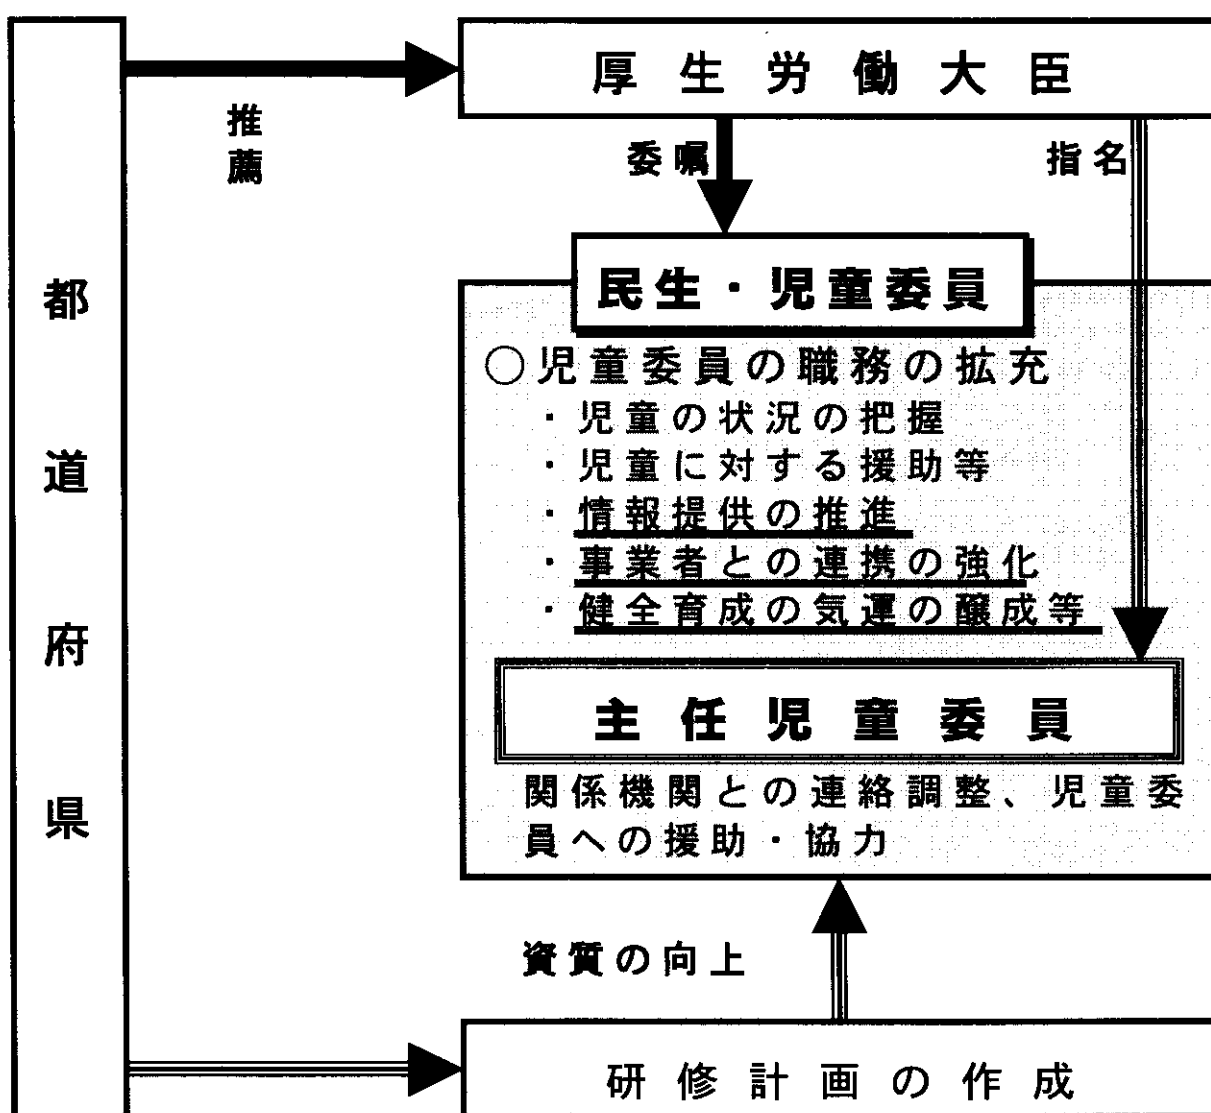 都道府県
推薦
厚生労働大臣
委嘱
指名
民生・児童委員
○児童委員の職務の拡充
・児童の状況の把握
・児童に対する援助等
・情報提供の推進
・事業者との連携の強化
・健全育成の気運の醸成等
主任児童委員
関係機関との連絡調整、児童委
員への援助・協力
資質の向上
研修計画の作成